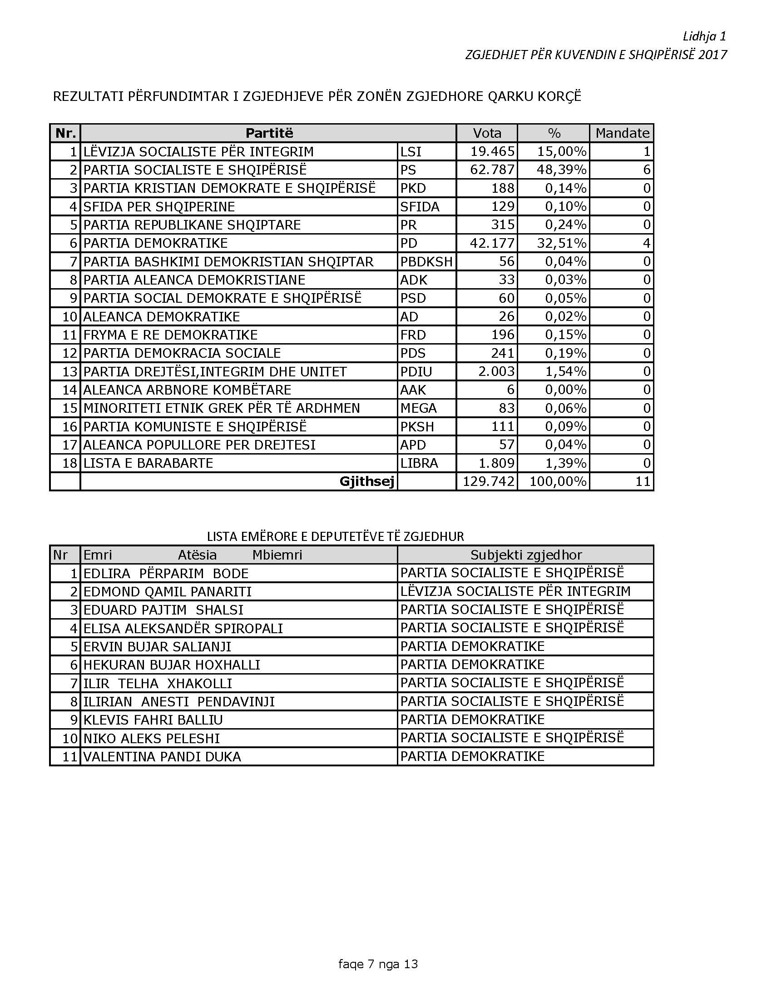 Lidhja 1
ZGJEDHJET PËR KUVENDIN E SHQIPËRISË 2017
REZULTATI PËRFUNDIMTAR I ZGJEDHJEVE PËR ZONËN ZGJEDHORE QARKU KORÇË
Nr. Partitë Vota % Mandate
1 LËVIZJA SOCIALISTE PËR INTEGRIM LSI 19.465 15,00% 1
2 PARTIA SOCIALISTE E SHQIPËRISË PS 62.787 48,39% 6
3 PARTIA KRISTIAN DEMOKRATE E SHQIPËRISË PKD 188 0,14% 0
4 SFIDA PER SHQIPERINE SFIDA 129 0,10% 0
5 PARTIA REPUBLIKANE SHQIPTARE PR 315 0,24% 0
6 PARTIA DEMOKRATIKE PD 42.177 32,51% 4
7 PARTIA BASHKIMI DEMOKRISTIAN SHQIPTAR PBDKSH 56 0,04% 0
8 PARTIA ALEANCA DEMOKRISTIANE ADK 33 0,03% 0
9 PARTIA SOCIAL DEMOKRATE E SHQIPËRISË PSD 60 0,05% 0
10 ALEANCA DEMOKRATIKE AD 26 0,02% 0
11 FRYMA E RE DEMOKRATIKE FRD 196 0,15% 0
12 PARTIA DEMOKRACIA SOCIALE PDS 241 0,19% 0
13 PARTIA DREJTËSI,INTEGRIM DHE UNITET PDIU 2.003 1,54% 0
14 ALEANCA ARBNORE KOMBËTARE AAK 6 0,00% 0
15 MINORITETI ETNIK GREK PËR TË ARDHMEN MEGA 83 0,06% 0
16 PARTIA KOMUNISTE E SHQIPËRISË PKSH 111 0,09% 0
17 ALEANCA POPULLORE PER DREJTESI APD 57 0,04% 0
18 LISTA E BARABARTE LIBRA 1.809 1,39% 0
Gjithsej 129.742 100,00% 11
LISTA EMËRORE E DEPUTETËVE TË ZGJEDHUR
Nr Emri Atësia Mbiemri Subjekti zgjedhor
1 EDLIRA PËRPARIM BODE PARTIA SOCIALISTE E SHQIPËRISË
2 EDMOND QAMIL PANARITI LËVIZJA SOCIALISTE PËR INTEGRIM
3 EDUARD PAJTIM SHALSI PARTIA SOCIALISTE E SHQIPËRISË
4 ELISA ALEKSANDËR SPIROPALI PARTIA SOCIALISTE E SHQIPËRISË
5 ERVIN BUJAR SALIANJI PARTIA DEMOKRATIKE
6 HEKURAN BUJAR HOXHALLI PARTIA DEMOKRATIKE
7 ILIR TELHA XHAKOLLI PARTIA SOCIALISTE E SHQIPËRISË
8 ILIRIAN ANESTI PENDAVINJI PARTIA SOCIALISTE E SHQIPËRISË
9 KLEVIS FAHRI BALLIU PARTIA DEMOKRATIKE
10 NIKO ALEKS PELESHI PARTIA SOCIALISTE E SHQIPËRISË
11 VALENTINA PANDI DUKA PARTIA DEMOKRATIKE
faqe 7 nga 13